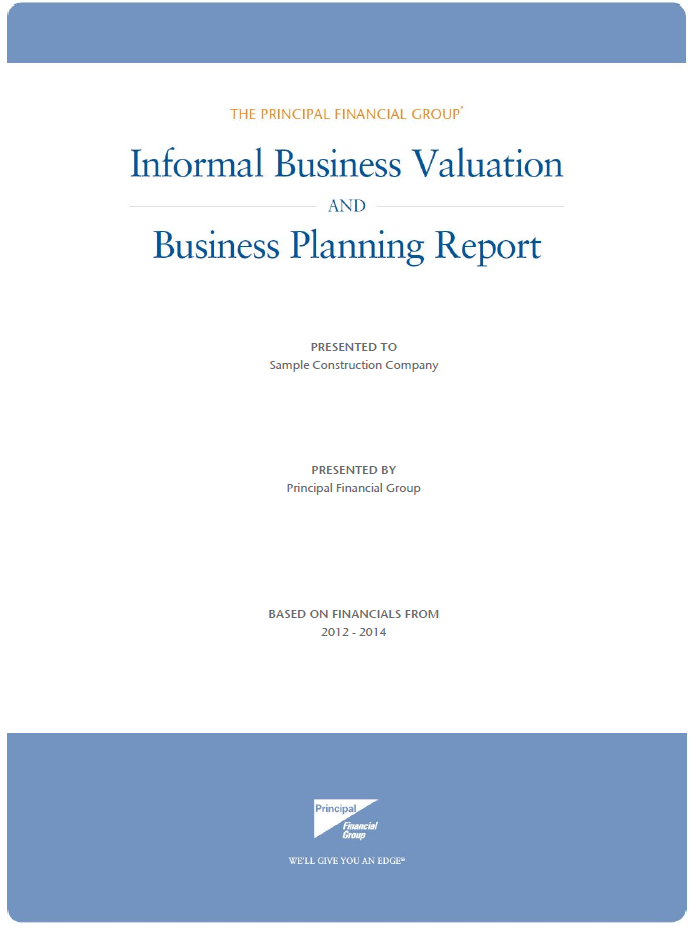 THE PRINCIPAL FINANCIAL GROUP®
Informal Business Valuation
AND
Business Planning Report
PRESENTED TO
Sample Construction Company
PRESENTED BY
Principal Financial Group
BASED ON FINANCIALS FROM
2012 - 2014
Principal
Financial
Group
WE'LL GIVE YOU AN EDGE℠